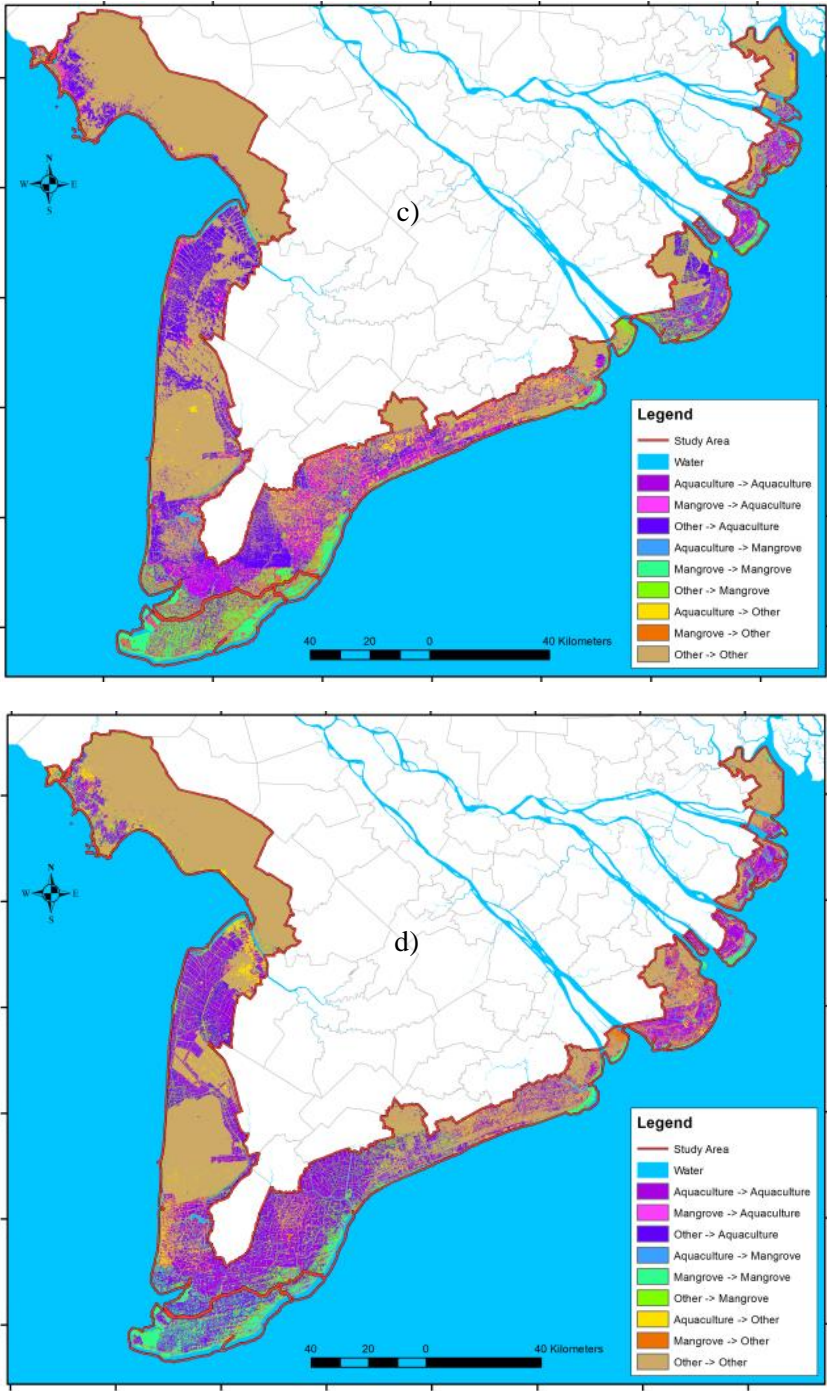 N
W E
S
c)
Legend
Study Area
Water
Aquaculture -> Aquaculture
Mangrove -> Aquaculture
Other -> Aquaculture
Aquaculture -> Mangrove
Mangrove -> Mangrove
Other -> Mangrove
Aquaculture -> Other
Mangrove -> Other
Other -> Other
40 20 0 40 Kilometers
N
W E
S
d)
Legend
Study Area
Water
Aquaculture -> Aquaculture
Mangrove -> Aquaculture
Other -> Aquaculture
Aquaculture -> Mangrove
Mangrove -> Mangrove
Other -> Mangrove
Aquaculture -> Other
Mangrove -> Other
Other -> Other
40 20 0 40 Kilometers